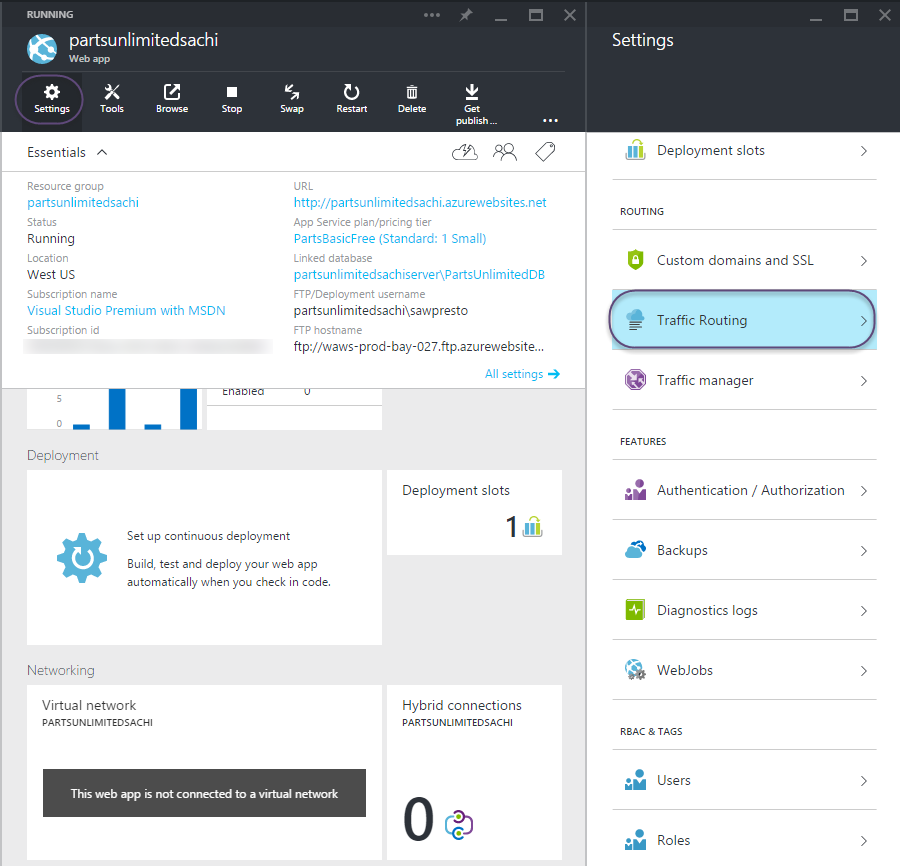 RUNNING
partsunlimitedsachi
Web app
Settings
Tools
Browse
Stop
Swap
Restart
Delete
Get
publish ...
Essentials
Resource group
partsunlimitedsachi
Status
Running
Location
West US
Subscription name
Visual Studio Premium with MSDN
Subscription id
URL
http://partsunlimitedsachi.azurewebsites.net
App Service plan/pricing tier
PartsBasicFree (Standard: 1 Small)
Linked database
partsunlimitedsachiserver\PartsUnlimitedDB
FTP/Deployment username
partsunlimitedsachi\sawpresto
FTP hostname
ftp://waws-prod-bay-027.ftp.azurewebsite...
All settings
5
0
Enabled 0
Deployment
Set up continuous deployment
Build, test and deploy your web app
automatically when you check in code.
Deployment slots
1
Networking
Virtual network
PARTSUNLIMITEDSACHI
This web app is not connected to a virtual network
Hybrid connections
PARTSUNLIMITEDSACHI
0
Settings
Deployment slots
ROUTING
Custom domains and SSL
Traffic Routing
Traffic manager
FEATURES
Authentication / Authorization
Backups
Diagnostics logs
WebJobs
RBAC & TAGS
Users
Roles